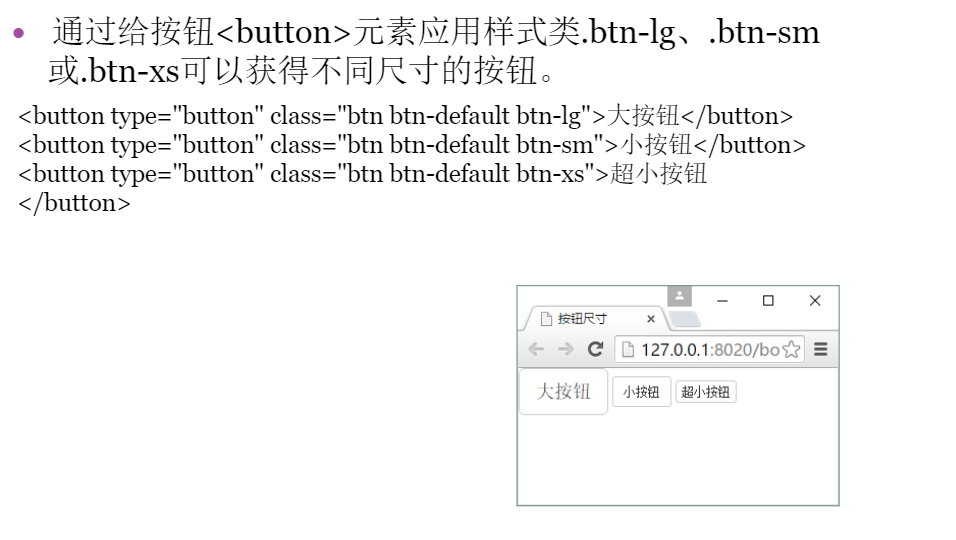 • 通过给按钮<button>元素应用样式类.btn-lg、.btn-sm
或.btn-xs可以获得不同尺寸的按钮。
<button type="button" class="btn btn-default btn-lg">大按钮</button>
<button type="button" class="btn btn-default btn-sm">小按钮</button>
<button type="button" class="btn btn-default btn-xs">超小按钮
</button>
按钮尺寸
127.0.0.1:8020/bo
大按钮 小按钮 超小按钮